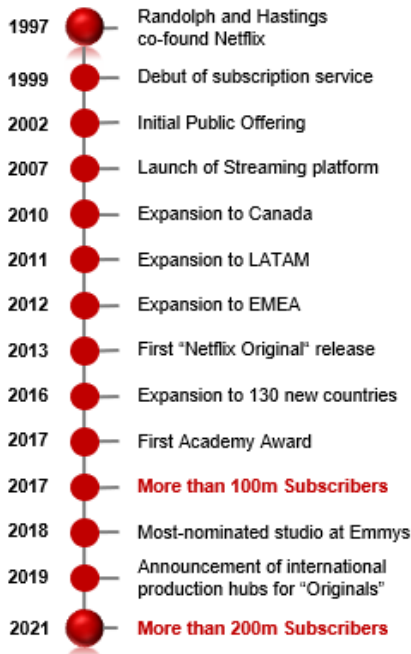 1997 Randolph and Hastings
co-found Netflix
1999 Debut of subscription service
2002 Initial Public Offering
2007 Launch of Streaming platform
2010 Expansion to Canada
2011 Expansion to LATAM
2012 Expansion to EMEA
2013 First “Netflix Original“ release
2016 Expansion to 130 new countries
2017 First Academy Award
2017 More than 100m Subscribers
2018 Most-nominated studio at Emmys
2019 Announcement of international
production hubs for “Originals”
2021 More than 200m Subscribers